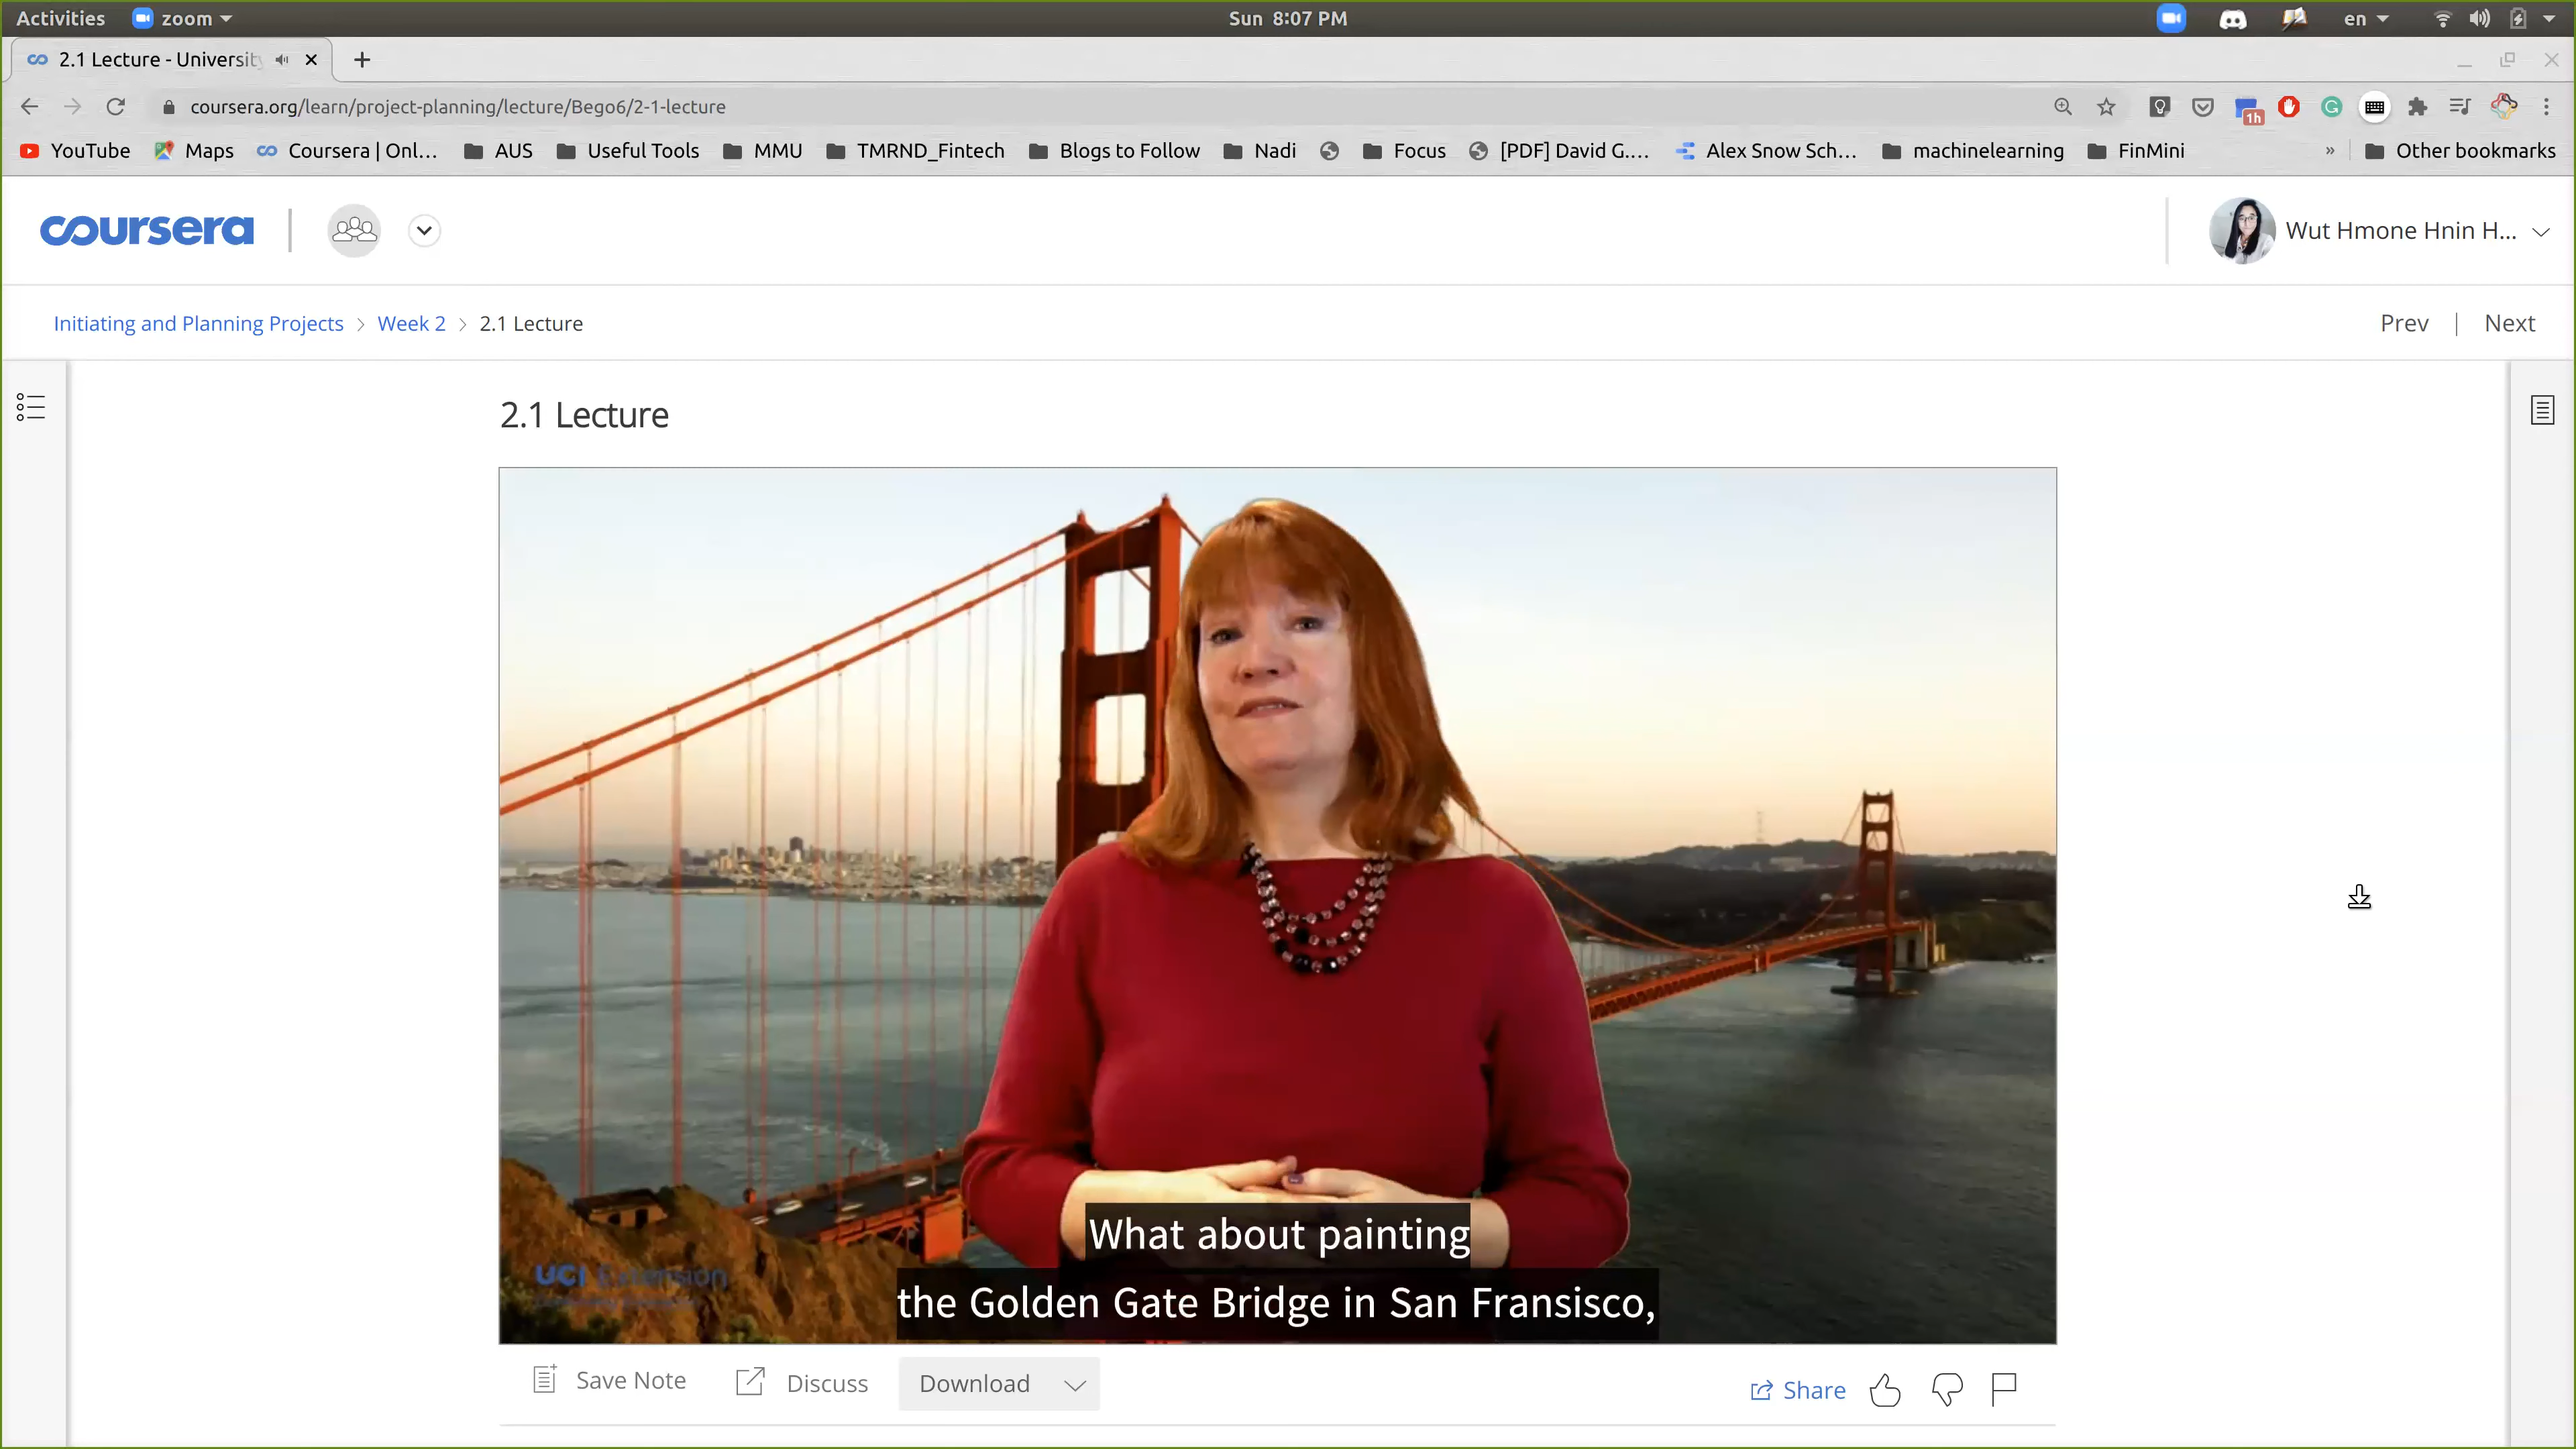 Activities zoom Sun 8:07 PM en
2.1 Lecture - University
coursera.org/learn/project-planning/lecture/Bego6/2-1-lecture 1h
YouTube Maps Coursera | Onl... AUS Useful Tools MMU TMRND_Fintech Blogs to Follow Nadi Focus [PDF] David G.... Alex Snow Sch... machinelearning FinMini » Other bookmarks
coursera Wut Hmone Hnin H...
Initiating and Planning Projects > Week 2 > 2.1 Lecture Prev | Next
2.1 Lecture
UCI Extension
What about painting
the Golden Gate Bridge in San Fransisco,
Save Note Discuss Download Share